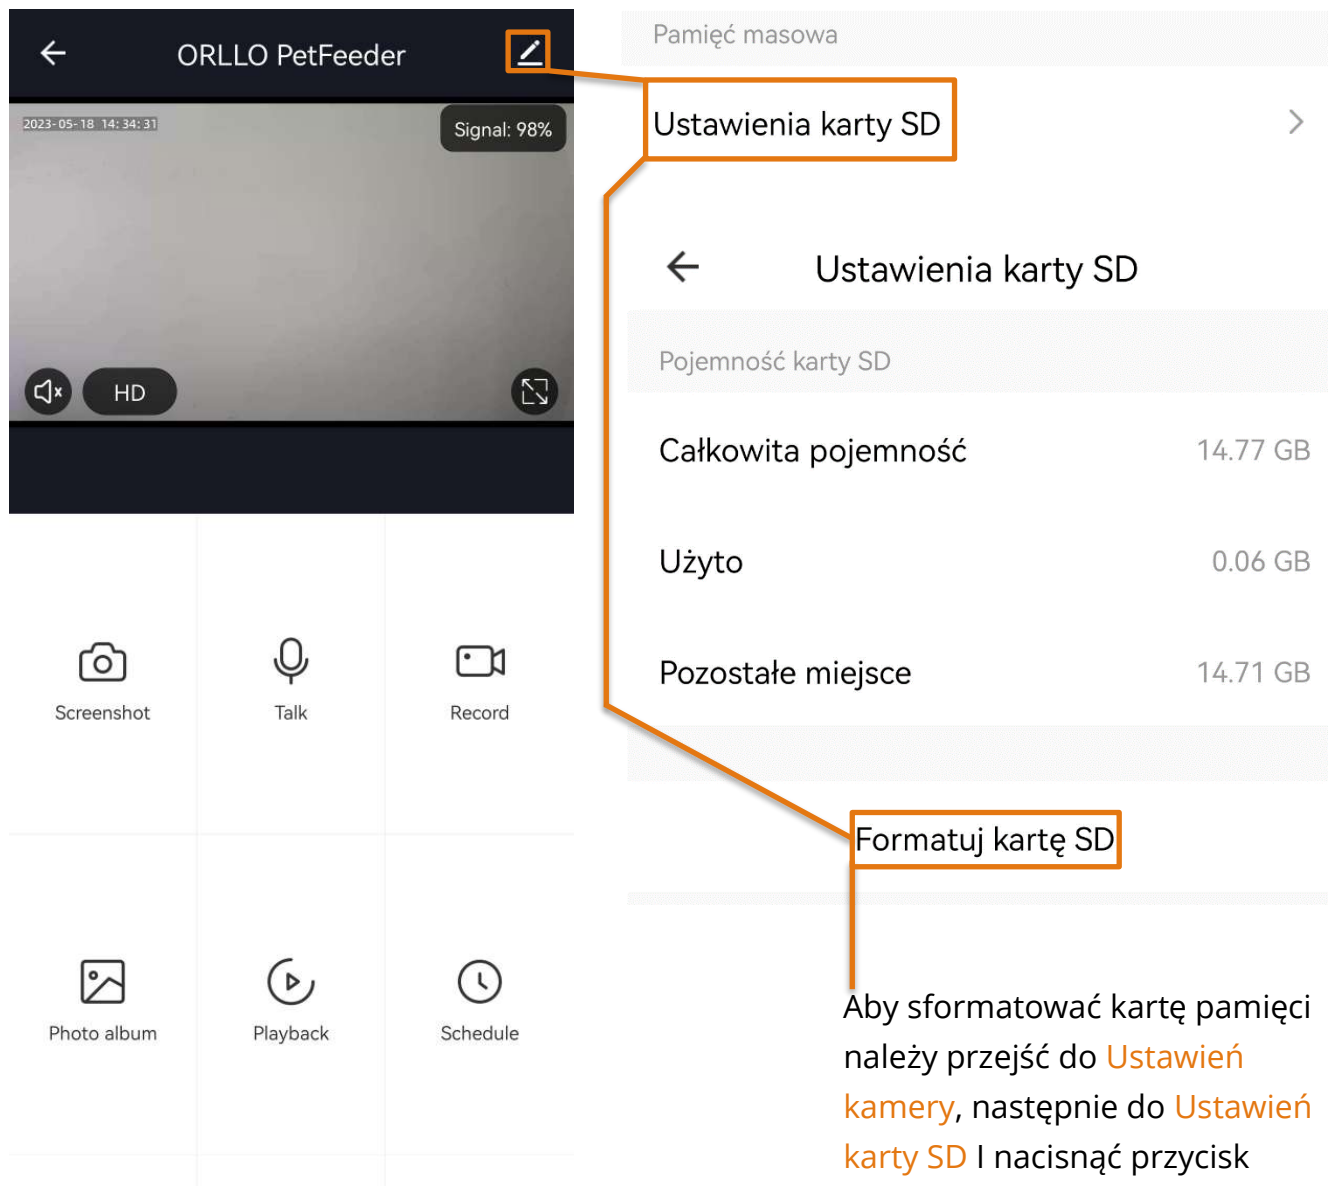 ORLLO PetFeeder
2023-05-18 14:34:31
Signal: 98%
HD
Screenshot
Talk
Record
Photo album
Playback
Schedule
Pamięć masowa
Ustawienia karty SD
Ustawienia karty SD
Pojemność karty SD
Całkowita pojemność 14.77 GB
Użyto 0.06 GB
Pozostałe miejsce 14.71 GB
Formatuj kartę SD
Aby sformatować kartę pamięci
należy przejść do Ustawień
kamery, następnie do Ustawień
karty SD I nacisnąć przycisk